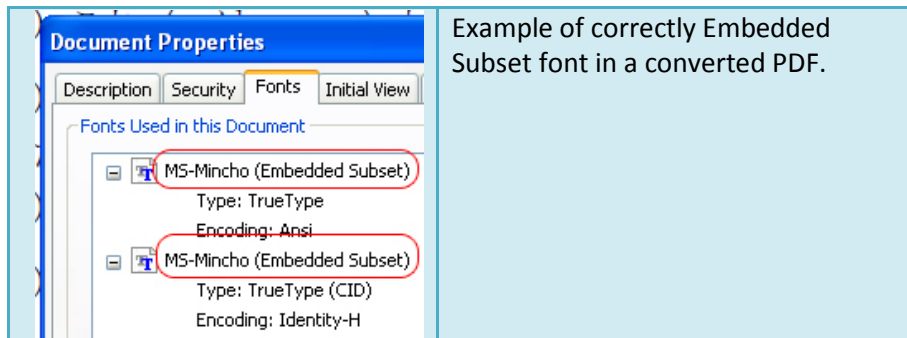 Document Properties
Description Security Fonts Initial View
Fonts Used in this Document
MS-Mincho (Embedded Subset)
Type: TrueType
Encoding: Ansi
MS-Mincho (Embedded Subset)
Type: TrueType (CID)
Encoding: Identity-H
Example of correctly Embedded
Subset font in a converted PDF.